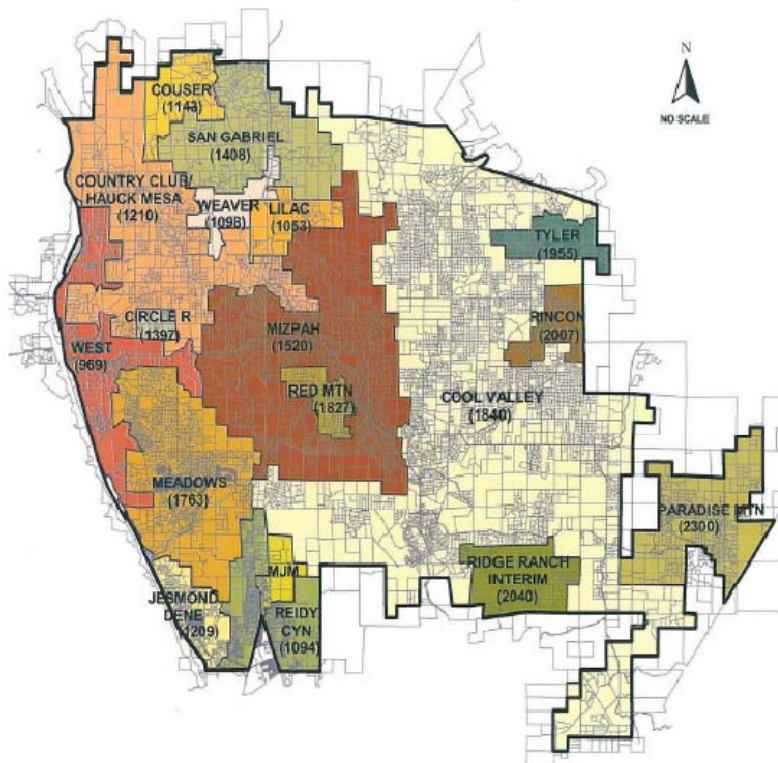 N
NO SCALE
COUSER
(1143)
SAN GABRIEL
(1408)
COUNTRY CLUB/
HAUCK MESA
(1210)
WEAVER
(1098)
LILAC
(1053)
TYLER
(1955)
CIRCLE R
(1397)
MIZPAH
(1520)
RINCON
(2007)
WEST
(969)
RED MTN
(1827)
COOL VALLEY
(1840)
MEADOWS
(1763)
PARADISE MTN
(2300)
MJM
RIDGE RANCH
INTERIM
(2040)
JESMOND
DENE
(1209)
REIDY
CYN
(1094)